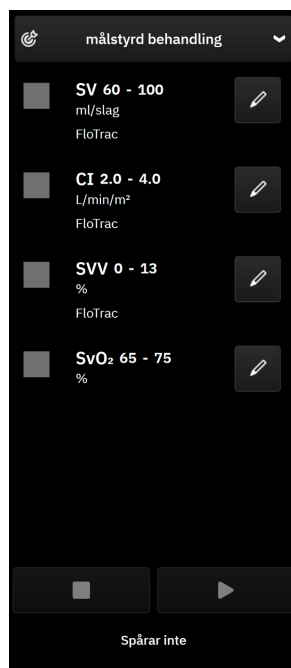 målstyrd behandling
SV 60 - 100
ml/slag
FloTrac
CI 2.0 - 4.0
L/min/m²
FloTrac
SVV 0 - 13
%
FloTrac
SvO₂ 65 - 75
%
Spårar inte